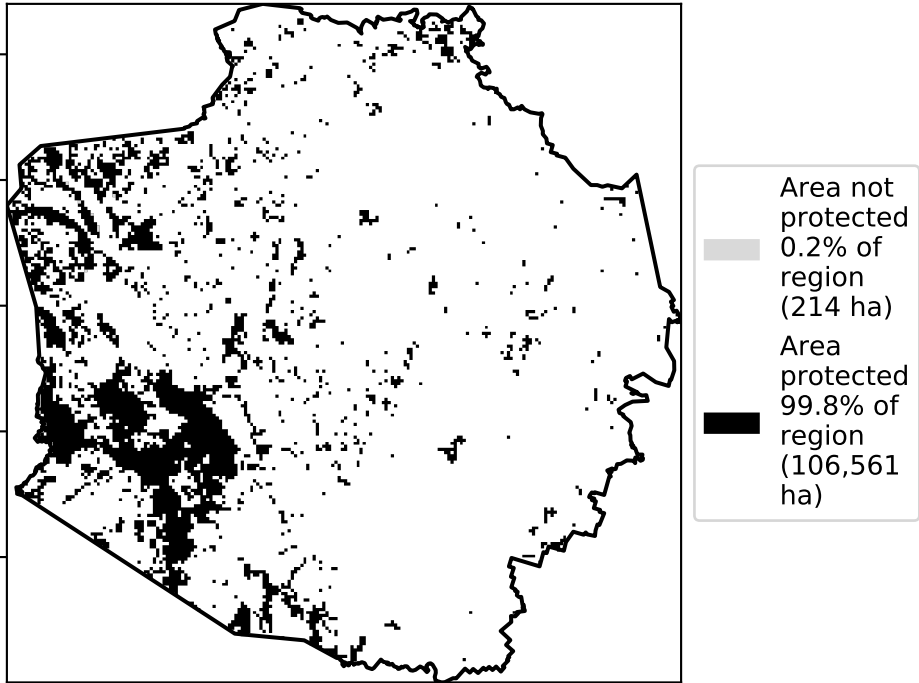 Area not
protected
0.2% of
region
(214 ha)
Area
protected
99.8% of
region
(106,561
ha)